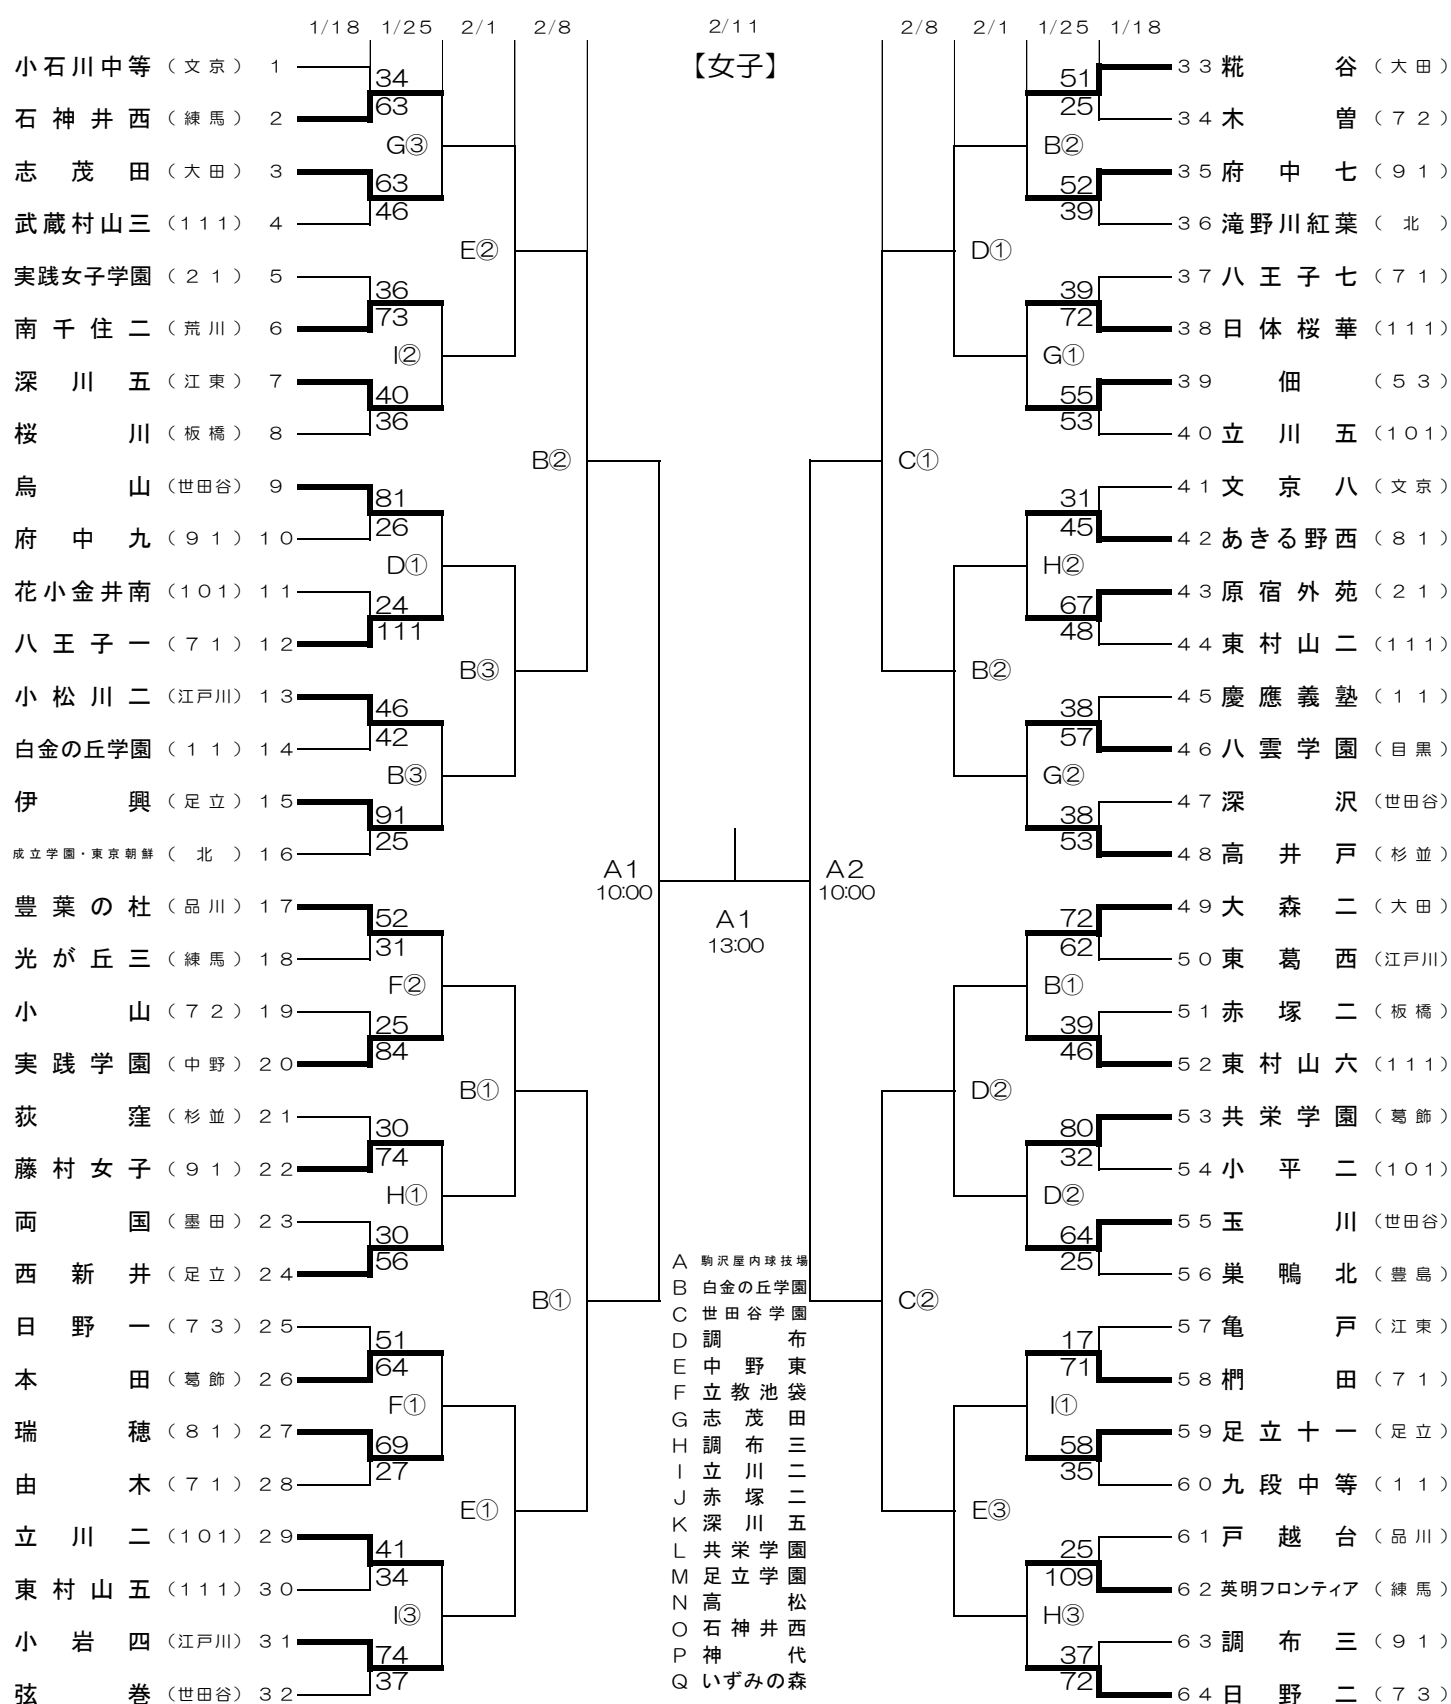 1/18 1/25 2/1 2/8 2/11 2/8 2/1 1/25 1/18
【女子】
小石川中等 (文京) 1
34
63
石神井西 (練馬) 2
G③
志茂田 (大田) 3
63
46
武蔵村山三 (111) 4
E②
実践女子学園 (21) 5
36
73
南千住二 (荒川) 6
I②
深川五 (江東) 7
40
36
桜川 (板橋) 8
B②
烏山 (世田谷) 9
81
26
府中九 (91) 10
D①
花小金井南 (101) 11
24
111
八王子一 (71) 12
B③
小松川二 (江戸川) 13
46
42
白金の丘学園 (11) 14
B③
伊興 (足立) 15
91
25
成立学園・東京朝鮮 (北) 16
A1
10:00
豊葉の杜 (品川) 17
52
31
光が丘三 (練馬) 18
F②
小山 (72) 19
25
84
実践学園 (中野) 20
B①
荻窪 (杉並) 21
30
74
藤村女子 (91) 22
H①
両国 (墨田) 23
30
56
西新井 (足立) 24
B①
日野一 (73) 25
51
64
本田 (葛飾) 26
F①
瑞穂 (81) 27
69
27
由木 (71) 28
E①
立川二 (101) 29
41
34
東村山五 (111) 30
I③
小岩四 (江戸川) 31
74
37
弦巻 (世田谷) 32
A1
13:00
A 駒沢屋内球技場
B 白金の丘学園
C 世田谷学園
D 調布
E 中野東
F 立教池袋
G 志茂田
H 調布三
I 立川二
J 赤塚二
K 深川五
L 共栄学園
M 足立学園
N 高松
O 石神井西
P 神代
Q いずみの森
33 糀谷 (大田)
51
25
34 木曽 (72)
B②
35 府中七 (91)
52
39
36 滝野川紅葉 (北)
D①
37 八王子七 (71)
39
72
38 日体桜華 (111)
G①
39 佃 (53)
55
53
40 立川五 (101)
C①
41 文京八 (文京)
31
45
42 あきる野西 (81)
H②
43 原宿外苑 (21)
67
48
44 東村山二 (111)
B②
45 慶應義塾 (11)
38
57
46 八雲学園 (目黒)
G②
47 深沢 (世田谷)
38
53
48 高井戸 (杉並)
A2
10:00
49 大森二 (大田)
72
62
50 東葛西 (江戸川)
B①
51 赤塚二 (板橋)
39
46
52 東村山六 (111)
D②
53 共栄学園 (葛飾)
80
32
54 小平二 (101)
D②
55 玉川 (世田谷)
64
25
56 巣鴨北 (豊島)
C②
57 亀戸 (江東)
17
71
58 椚田 (71)
I①
59 足立十一 (足立)
58
35
60 九段中等 (11)
E③
61 戸越台 (品川)
25
109
62 英明フロンティア (練馬)
H③
63 調布三 (91)
37
72
64 日野二 (73)